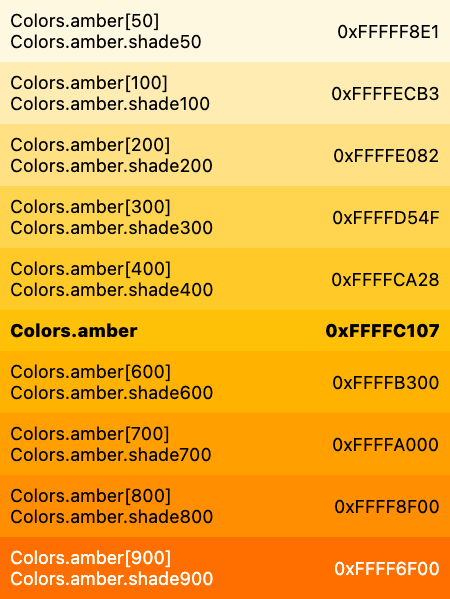 Colors.amber[50]
Colors.amber.shade50
0xFFFFF8E1
Colors.amber[100]
Colors.amber.shade100
0xFFFFECB3
Colors.amber[200]
Colors.amber.shade200
0xFFFFE082
Colors.amber[300]
Colors.amber.shade300
0xFFFFD54F
Colors.amber[400]
Colors.amber.shade400
0xFFFFCA28
Colors.amber
0xFFFFC107
Colors.amber[600]
Colors.amber.shade600
0xFFFFB300
Colors.amber[700]
Colors.amber.shade700
0xFFFFA000
Colors.amber[800]
Colors.amber.shade800
0xFFFF8F00
Colors.amber[900]
Colors.amber.shade900
0xFFFF6F00